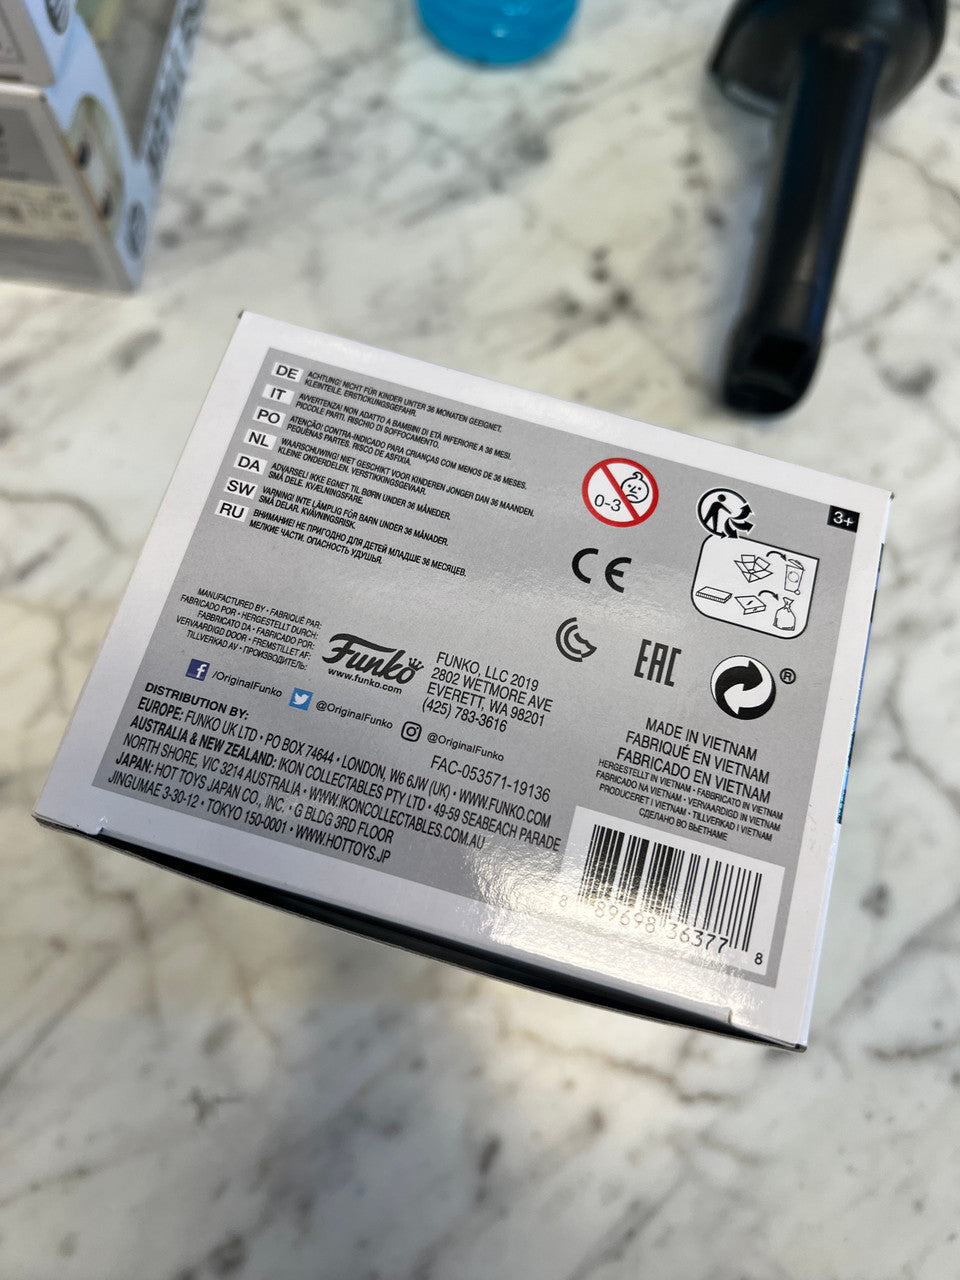 DE ACHTUNG! NICHT FÜR KINDER UNTER 36 MONATEN GEEIGNET.
KLEINTEILE. ERSTICKUNGSGEFAHR.
IT AVVERTENZA! NON ADATTO A BAMBINI DI ETÀ INFERIORE A 36 MESI.
PICCOLE PARTI. RISCHIO DI SOFFOCAMENTO.
PO ATENÇÃO! CONTRA-INDICADO PARA CRIANÇAS COM MENOS DE 36 MESES.
PEQUENAS PARTES. RISCO DE ASFIXIA.
NL WAARSCHUWING! NIET GESCHIKT VOOR KINDEREN JONGER DAN 36 MAANDEN.
KLEINE ONDERDELEN. VERSTIKKINGSGEVAAR.
DA ADVARSEL! IKKE EGNET TIL BØRN UNDER 36 MÅNEDER.
SMÅ DELE. KVÆLNINGSFARE.
SW VARNING! INTE LÄMPLIG FÖR BARN UNDER 36 MÅNADER.
SMÅ DELAR. KVÄVNINGSRISK.
RU ВНИМАНИЕ! НЕ ПРИГОДНО ДЛЯ ДЕТЕЙ МЛАДШЕ 36 МЕСЯЦЕВ.
МЕЛКИЕ ЧАСТИ. ОПАСНОСТЬ УДУШЬЯ.
0-3
3+
CE
EAC
®
MANUFACTURED BY • FABRIQUÉ PAR:
FABRICADO POR • HERGESTELLT DURCH:
FABBRICATO DA • FABRICADO POR:
VERVAARDIGD DOOR • FREMSTILLET AF:
TILLVERKAD AV • ПРОИЗВОДИТЕЛЬ:
Funko
www.funko.com
FUNKO, LLC 2019
2802 WETMORE AVE
EVERETT, WA 98201
(425) 783-3616
f /OriginalFunko
@OriginalFunko
@OriginalFunko
FAC-053571-19136
DISTRIBUTION BY:
EUROPE: FUNKO UK LTD • PO BOX 74644 • LONDON, W6 6JW (UK) • WWW.FUNKO.COM
AUSTRALIA & NEW ZEALAND: IKON COLLECTABLES PTY LTD • 49-59 SEABEACH PARADE
NORTH SHORE, VIC 3214 AUSTRALIA • WWW.IKONCOLLECTABLES.COM.AU
JAPAN: HOT TOYS JAPAN CO., INC. • G BLDG 3RD FLOOR
JINGUMAE 3-30-12 • TOKYO 150-0001 • WWW.HOTTOYS.JP
MADE IN VIETNAM
FABRIQUÉ EN VIETNAM
FABRICADO EN VIETNAM
HERGESTELLT IN VIETNAM • FABBRICATO IN VIETNAM
FABRICADO NA VIETNAM • VERVAARDIGD IN VIETNAM
PRODUCERET I VIETNAM • TILLVERKAD I VIETNAM
СДЕЛАНО ВО ВЬЕТНАМЕ
8 89698 36377 8